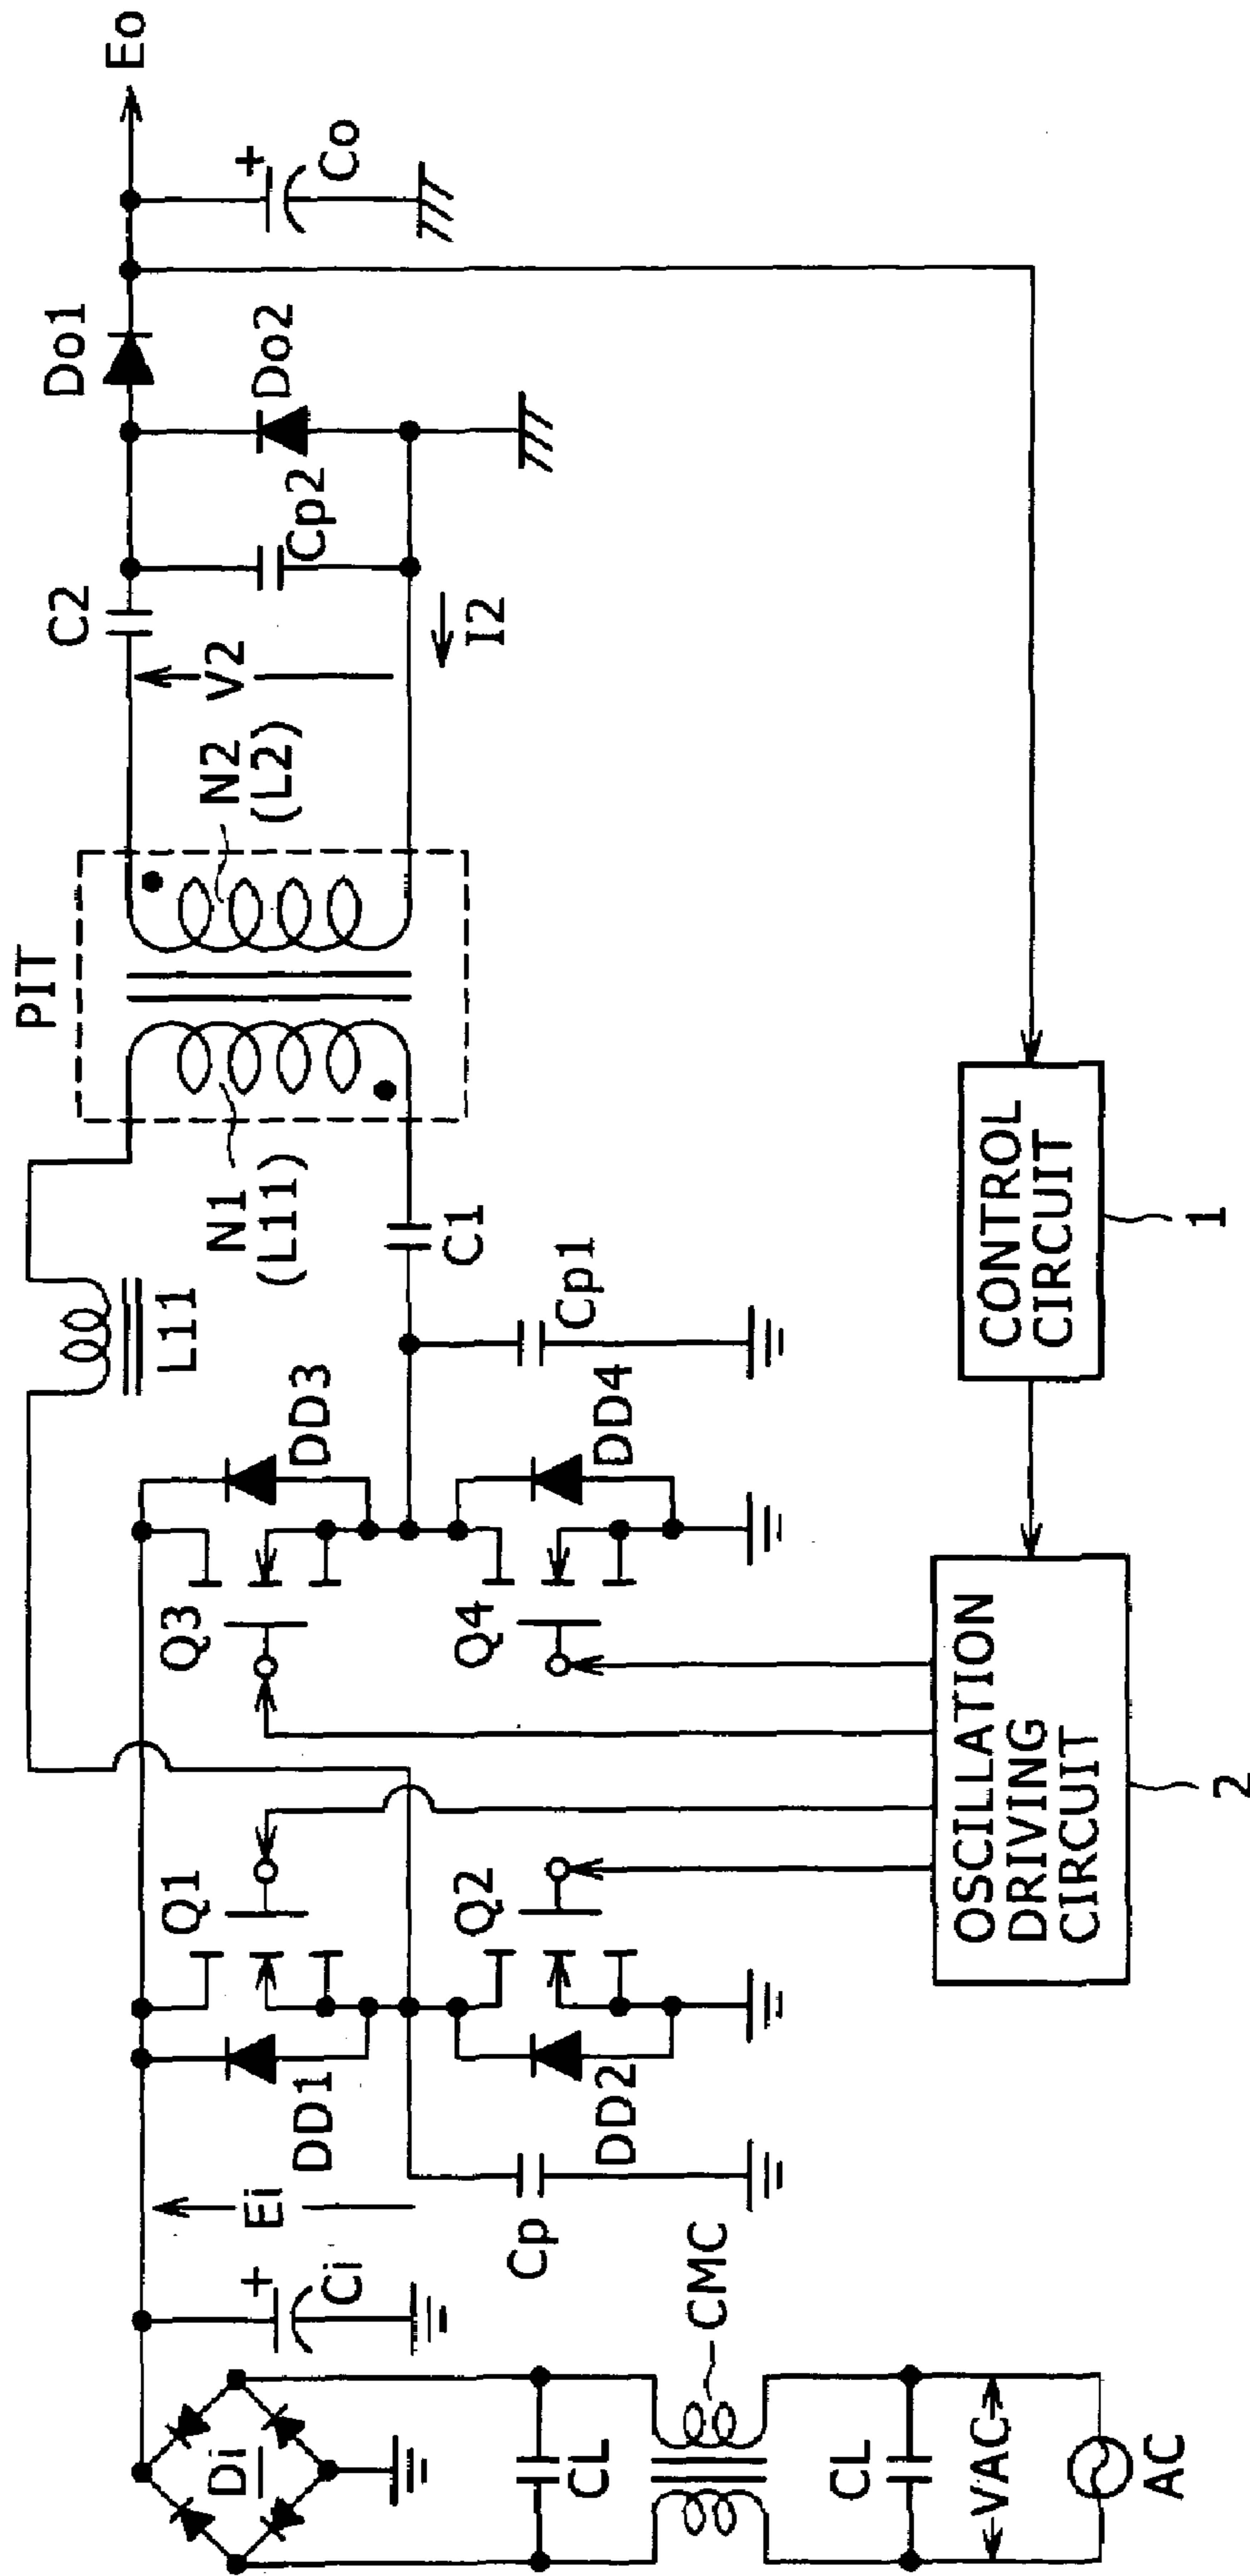 PIT
Eo
Do1
C2
+
Co
Do2
Cp2
V2
I2
N2
(L2)
N1
(L11)
L11
C1
Cp1
DD3
DD4
Q3
Q4
Q1
Q2
DD1
DD2
Ei
Cp
+
Ci
Di
CMC
CL
CL
VAC
AC
CONTROL
CIRCUIT
1
OSCILLATION
DRIVING
CIRCUIT
2